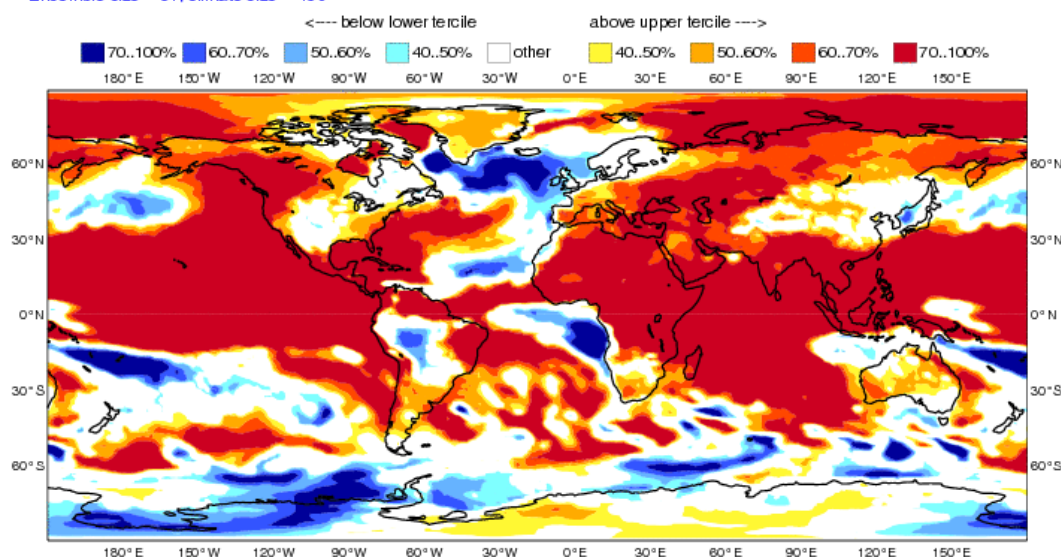 <---- below lower tercile above upper tercile ---->
70..100% 60..70% 50..60% 40..50% other 40..50% 50..60% 60..70% 70..100%
180°E 150°W 120°W 90°W 60°W 30°W 0°E 30°E 60°E 90°E 120°E 150°E
60°N 60°N
30°N 30°N
0°N 0°N
30°S 30°S
60°S 60°S
180°E 150°W 120°W 90°W 60°W 30°W 0°E 30°E 60°E 90°E 120°E 150°E